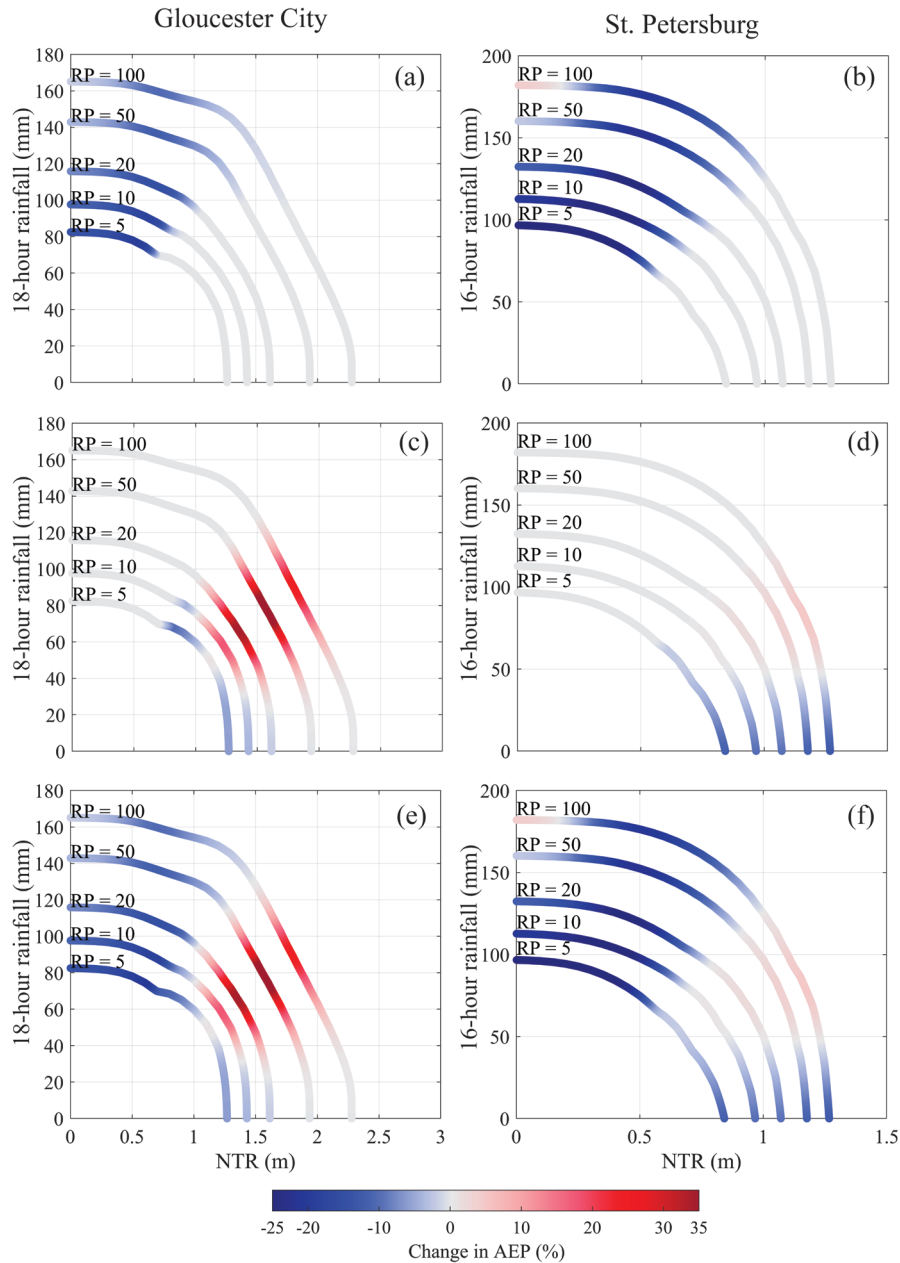 Gloucester City
St. Petersburg
180
160
140
120
100
80
60
40
20
0
18-hour rainfall (mm)
RP = 100
RP = 50
RP = 20
RP = 10
RP = 5
(a)
200
150
100
50
0
16-hour rainfall (mm)
RP = 100
RP = 50
RP = 20
RP = 10
RP = 5
(b)
180
160
140
120
100
80
60
40
20
0
18-hour rainfall (mm)
RP = 100
RP = 50
RP = 20
RP = 10
RP = 5
(c)
200
150
100
50
0
16-hour rainfall (mm)
RP = 100
RP = 50
RP = 20
RP = 10
RP = 5
(d)
180
160
140
120
100
80
60
40
20
0
18-hour rainfall (mm)
RP = 100
RP = 50
RP = 20
RP = 10
RP = 5
(e)
0 0.5 1 1.5 2 2.5 3
NTR (m)
200
150
100
50
0
16-hour rainfall (mm)
RP = 100
RP = 50
RP = 20
RP = 10
RP = 5
(f)
0 0.5 1 1.5
NTR (m)
-25 -20 -10 0 10 20 30 35
Change in AEP (%)